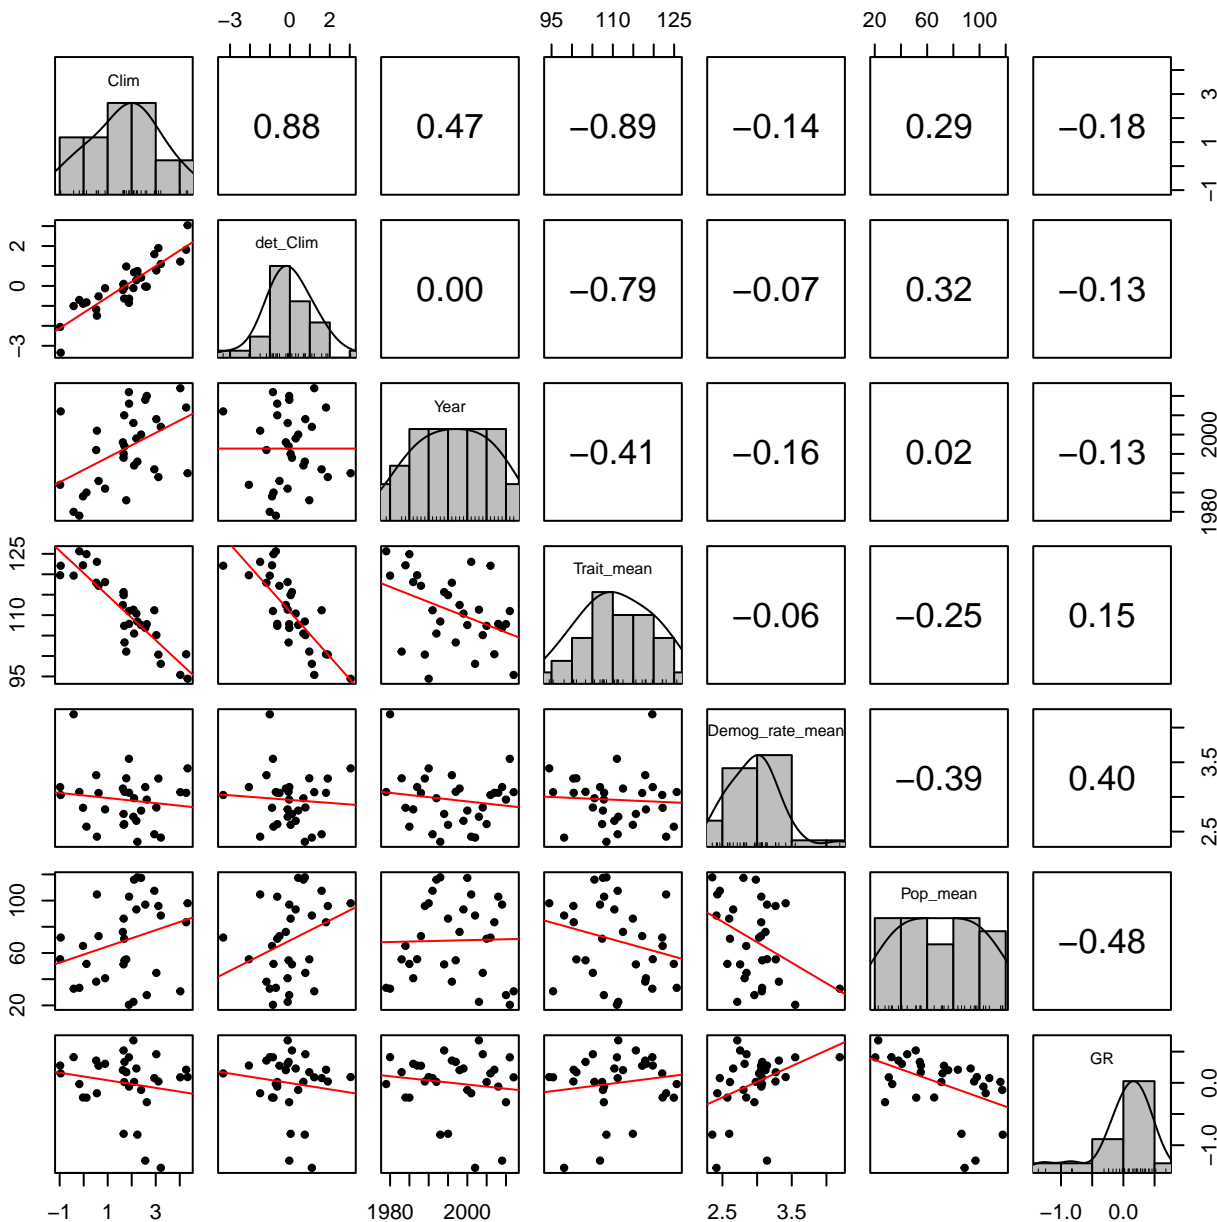 −3 0 2 95 110 125 20 60 100
Clim 0.88 0.47 −0.89 −0.14 0.29 −0.18 −1 1 3
−3 0 2 det_Clim 0.00 −0.79 −0.07 0.32 −0.13
Year −0.41 −0.16 0.02 −0.13 1980 2000
95 110 125 Trait_mean −0.06 −0.25 0.15
Demog_rate_mean −0.39 0.40 2.5 3.5
20 60 100 Pop_mean −0.48
GR −1.0 0.0
−1 1 3 1980 2000 2.5 3.5 −1.0 0.0